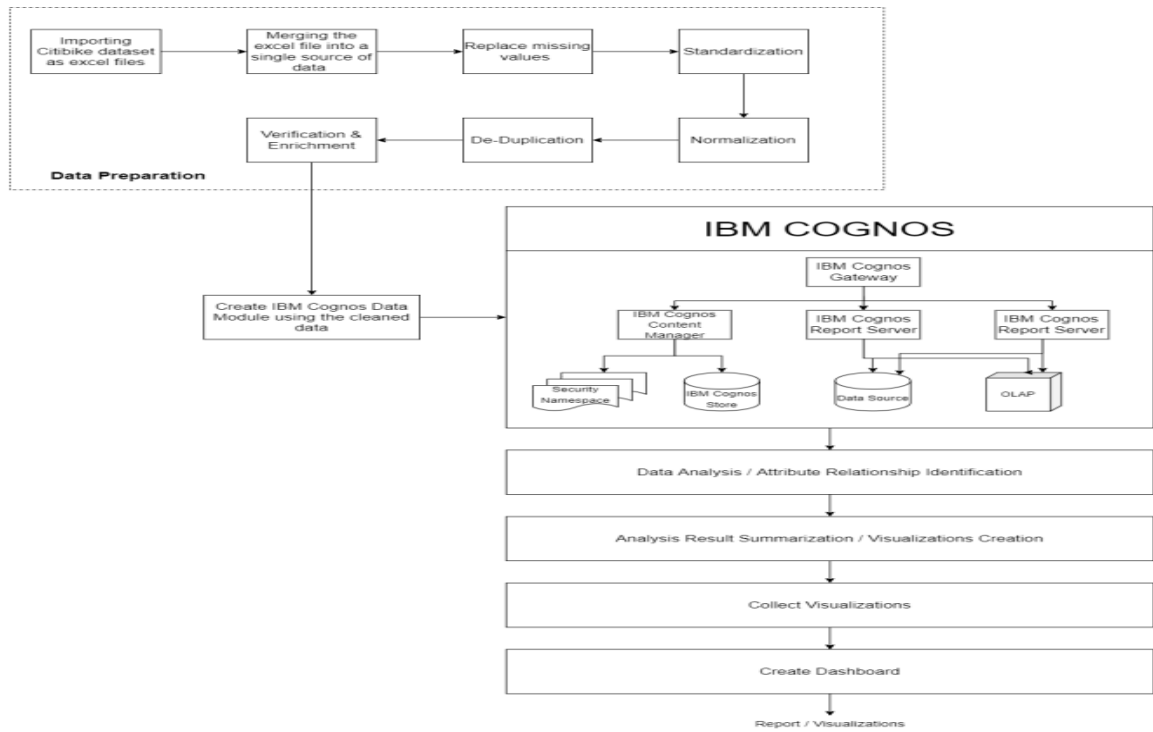 Importing
Citibike dataset
as excel files
Merging the
excel file into a
single source of
data
Replace missing
values
Standardization
Verification &
Enrichment
De-Duplication
Normalization
Data Preparation
IBM COGNOS
IBM Cognos
Gateway
Create IBM Cognos Data
Module using the cleaned
data
IBM Cognos
Content
Manager
IBM Cognos
Report Server
IBM Cognos
Report Server
Security
Namespace
IBM Cognos
Store
Data Source
OLAP
Data Analysis / Attribute Relationship Identification
Analysis Result Summarization / Visualizations Creation
Collect Visualizations
Create Dashboard
Report / Visualizations